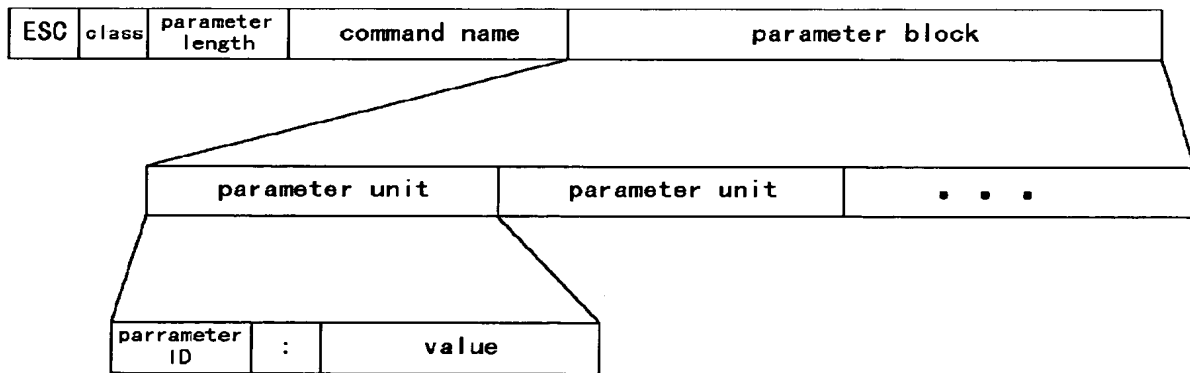 ESC class parameter length command name parameter block
parameter unit parameter unit . . .
parrameter ID : value